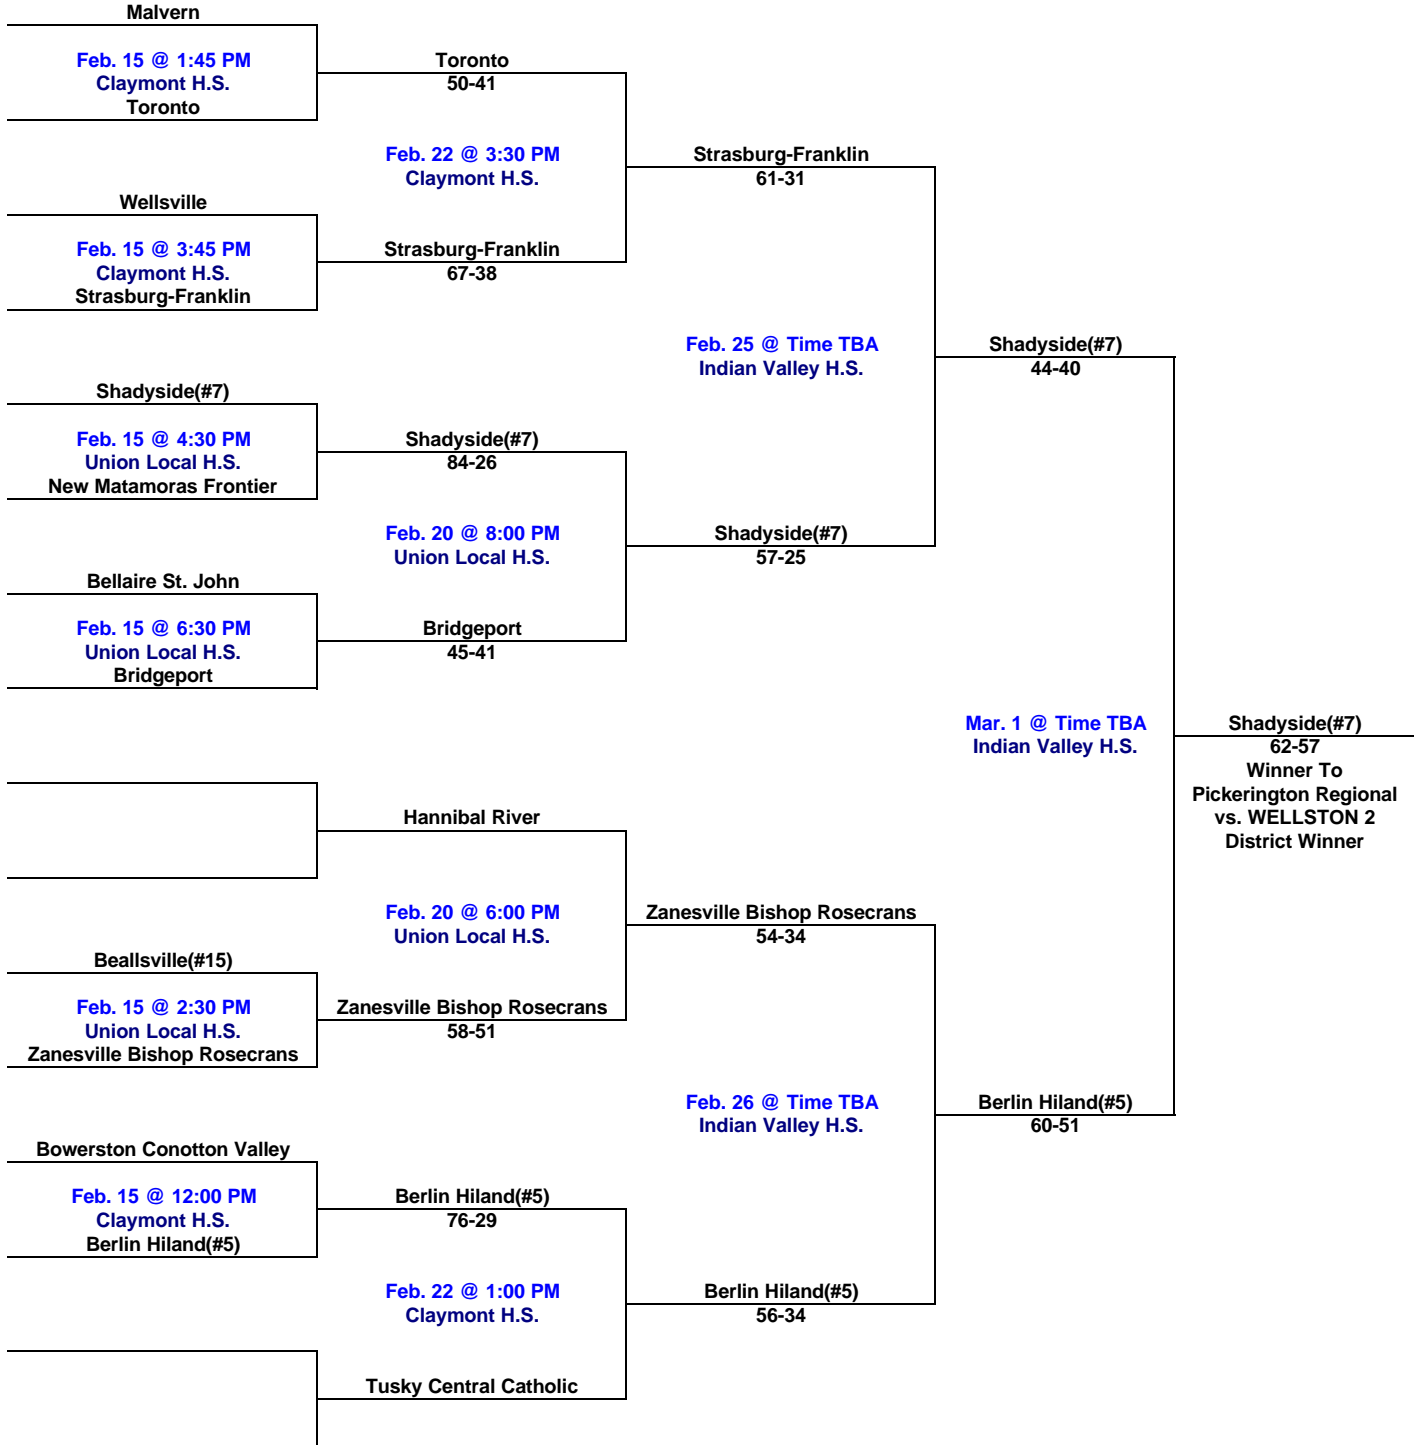 Malvern
Feb. 15 @ 1:45 PM
Claymont H.S.
Toronto
Toronto
50-41
Feb. 22 @ 3:30 PM
Claymont H.S.
Strasburg-Franklin
61-31
Wellsville
Feb. 15 @ 3:45 PM
Claymont H.S.
Strasburg-Franklin
Strasburg-Franklin
67-38
Feb. 25 @ Time TBA
Indian Valley H.S.
Shadyside(#7)
44-40
Shadyside(#7)
Feb. 15 @ 4:30 PM
Union Local H.S.
New Matamoras Frontier
Shadyside(#7)
84-26
Feb. 20 @ 8:00 PM
Union Local H.S.
Shadyside(#7)
57-25
Bellaire St. John
Feb. 15 @ 6:30 PM
Union Local H.S.
Bridgeport
Bridgeport
45-41
Mar. 1 @ Time TBA
Indian Valley H.S.
Shadyside(#7)
62-57
Winner To
Pickerington Regional
vs. WELLSTON 2
District Winner
Hannibal River
Feb. 20 @ 6:00 PM
Union Local H.S.
Zanesville Bishop Rosecrans
54-34
Beallsville(#15)
Feb. 15 @ 2:30 PM
Union Local H.S.
Zanesville Bishop Rosecrans
Zanesville Bishop Rosecrans
58-51
Feb. 26 @ Time TBA
Indian Valley H.S.
Berlin Hiland(#5)
60-51
Bowerston Conotton Valley
Feb. 15 @ 12:00 PM
Claymont H.S.
Berlin Hiland(#5)
Berlin Hiland(#5)
76-29
Feb. 22 @ 1:00 PM
Claymont H.S.
Berlin Hiland(#5)
56-34
Tusky Central Catholic